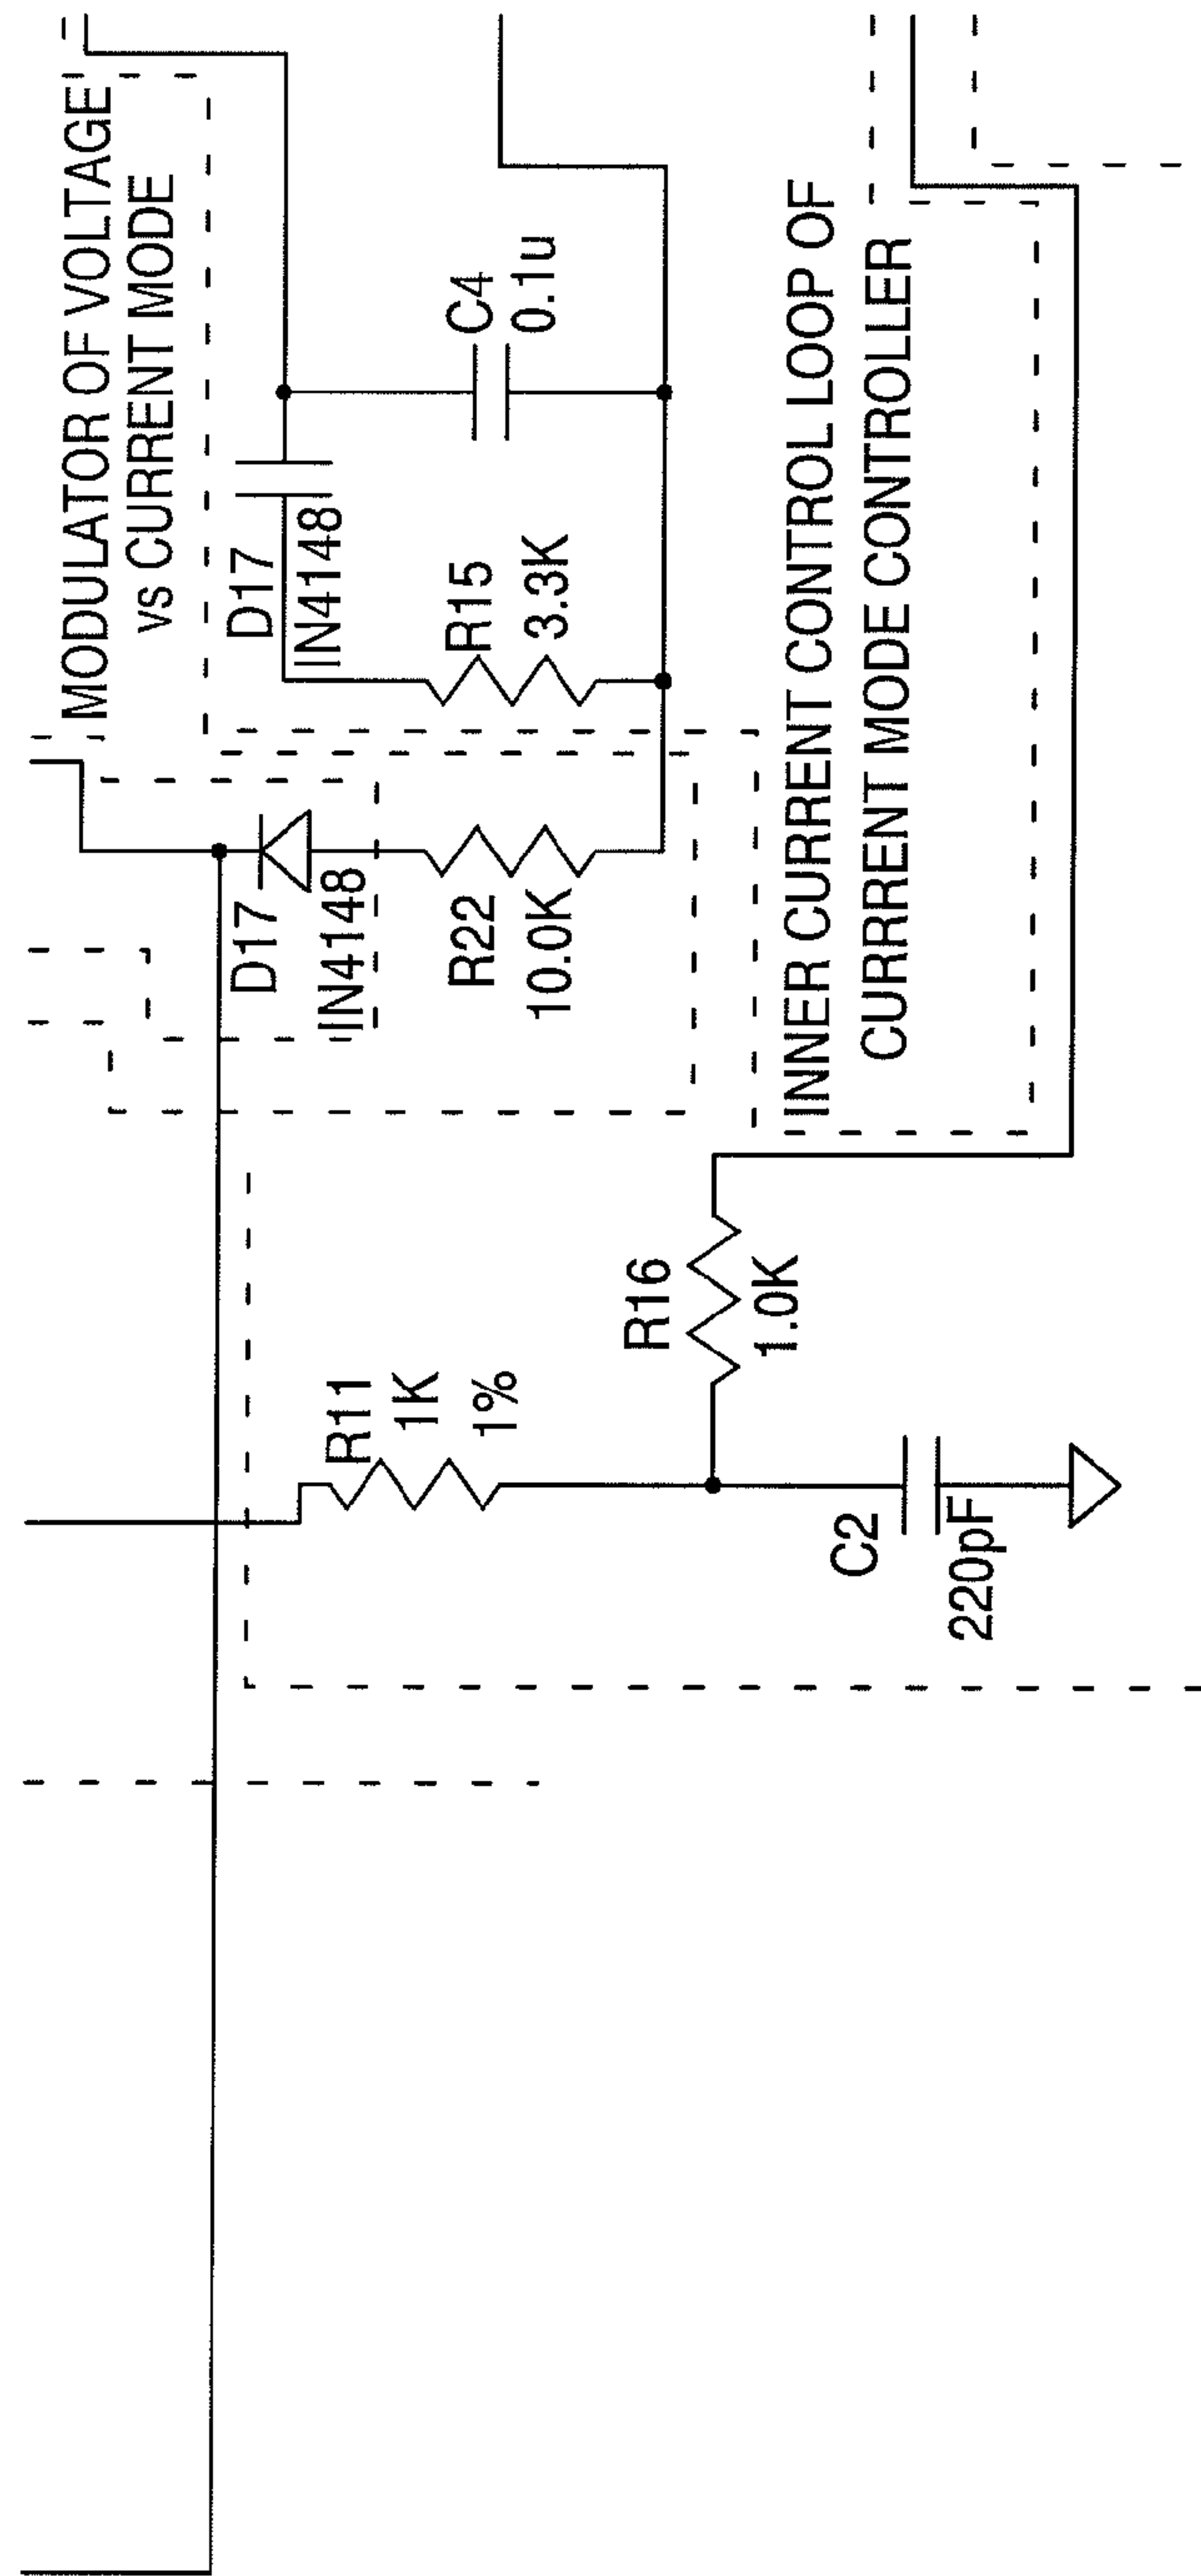 MODULATOR OF VOLTAGE
vs CURRENT MODE
D17
IN4148
C4
0.1u
R15
3.3K
D17
IN4148
R22
10.0K
INNER CURRENT CONTROL LOOP OF
CURRRENT MODE CONTROLLER
R11
1K
1%
R16
1.0K
C2
220pF